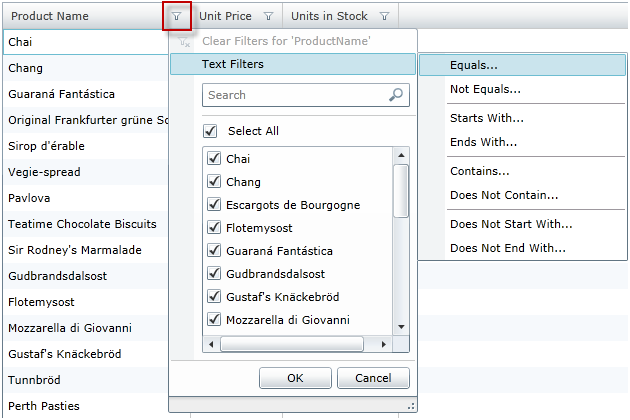 Product Name Unit Price Units in Stock
Chai
Chang
Guaraná Fantástica
Original Frankfurter grüne So
Sirop d'érable
Vegie-spread
Pavlova
Teatime Chocolate Biscuits
Sir Rodney's Marmalade
Gudbrandsdalsost
Flotemysost
Mozzarella di Giovanni
Gustaf's Knäckebröd
Tunnbröd
Perth Pasties
Clear Filters for 'ProductName'
Text Filters
Search
Select All
Chai
Chang
Escargots de Bourgogne
Flotemysost
Guaraná Fantástica
Gudbrandsdalsost
Gustaf's Knäckebröd
Mozzarella di Giovanni
OK Cancel
Equals...
Not Equals...
Starts With...
Ends With...
Contains...
Does Not Contain...
Does Not Start With...
Does Not End With...